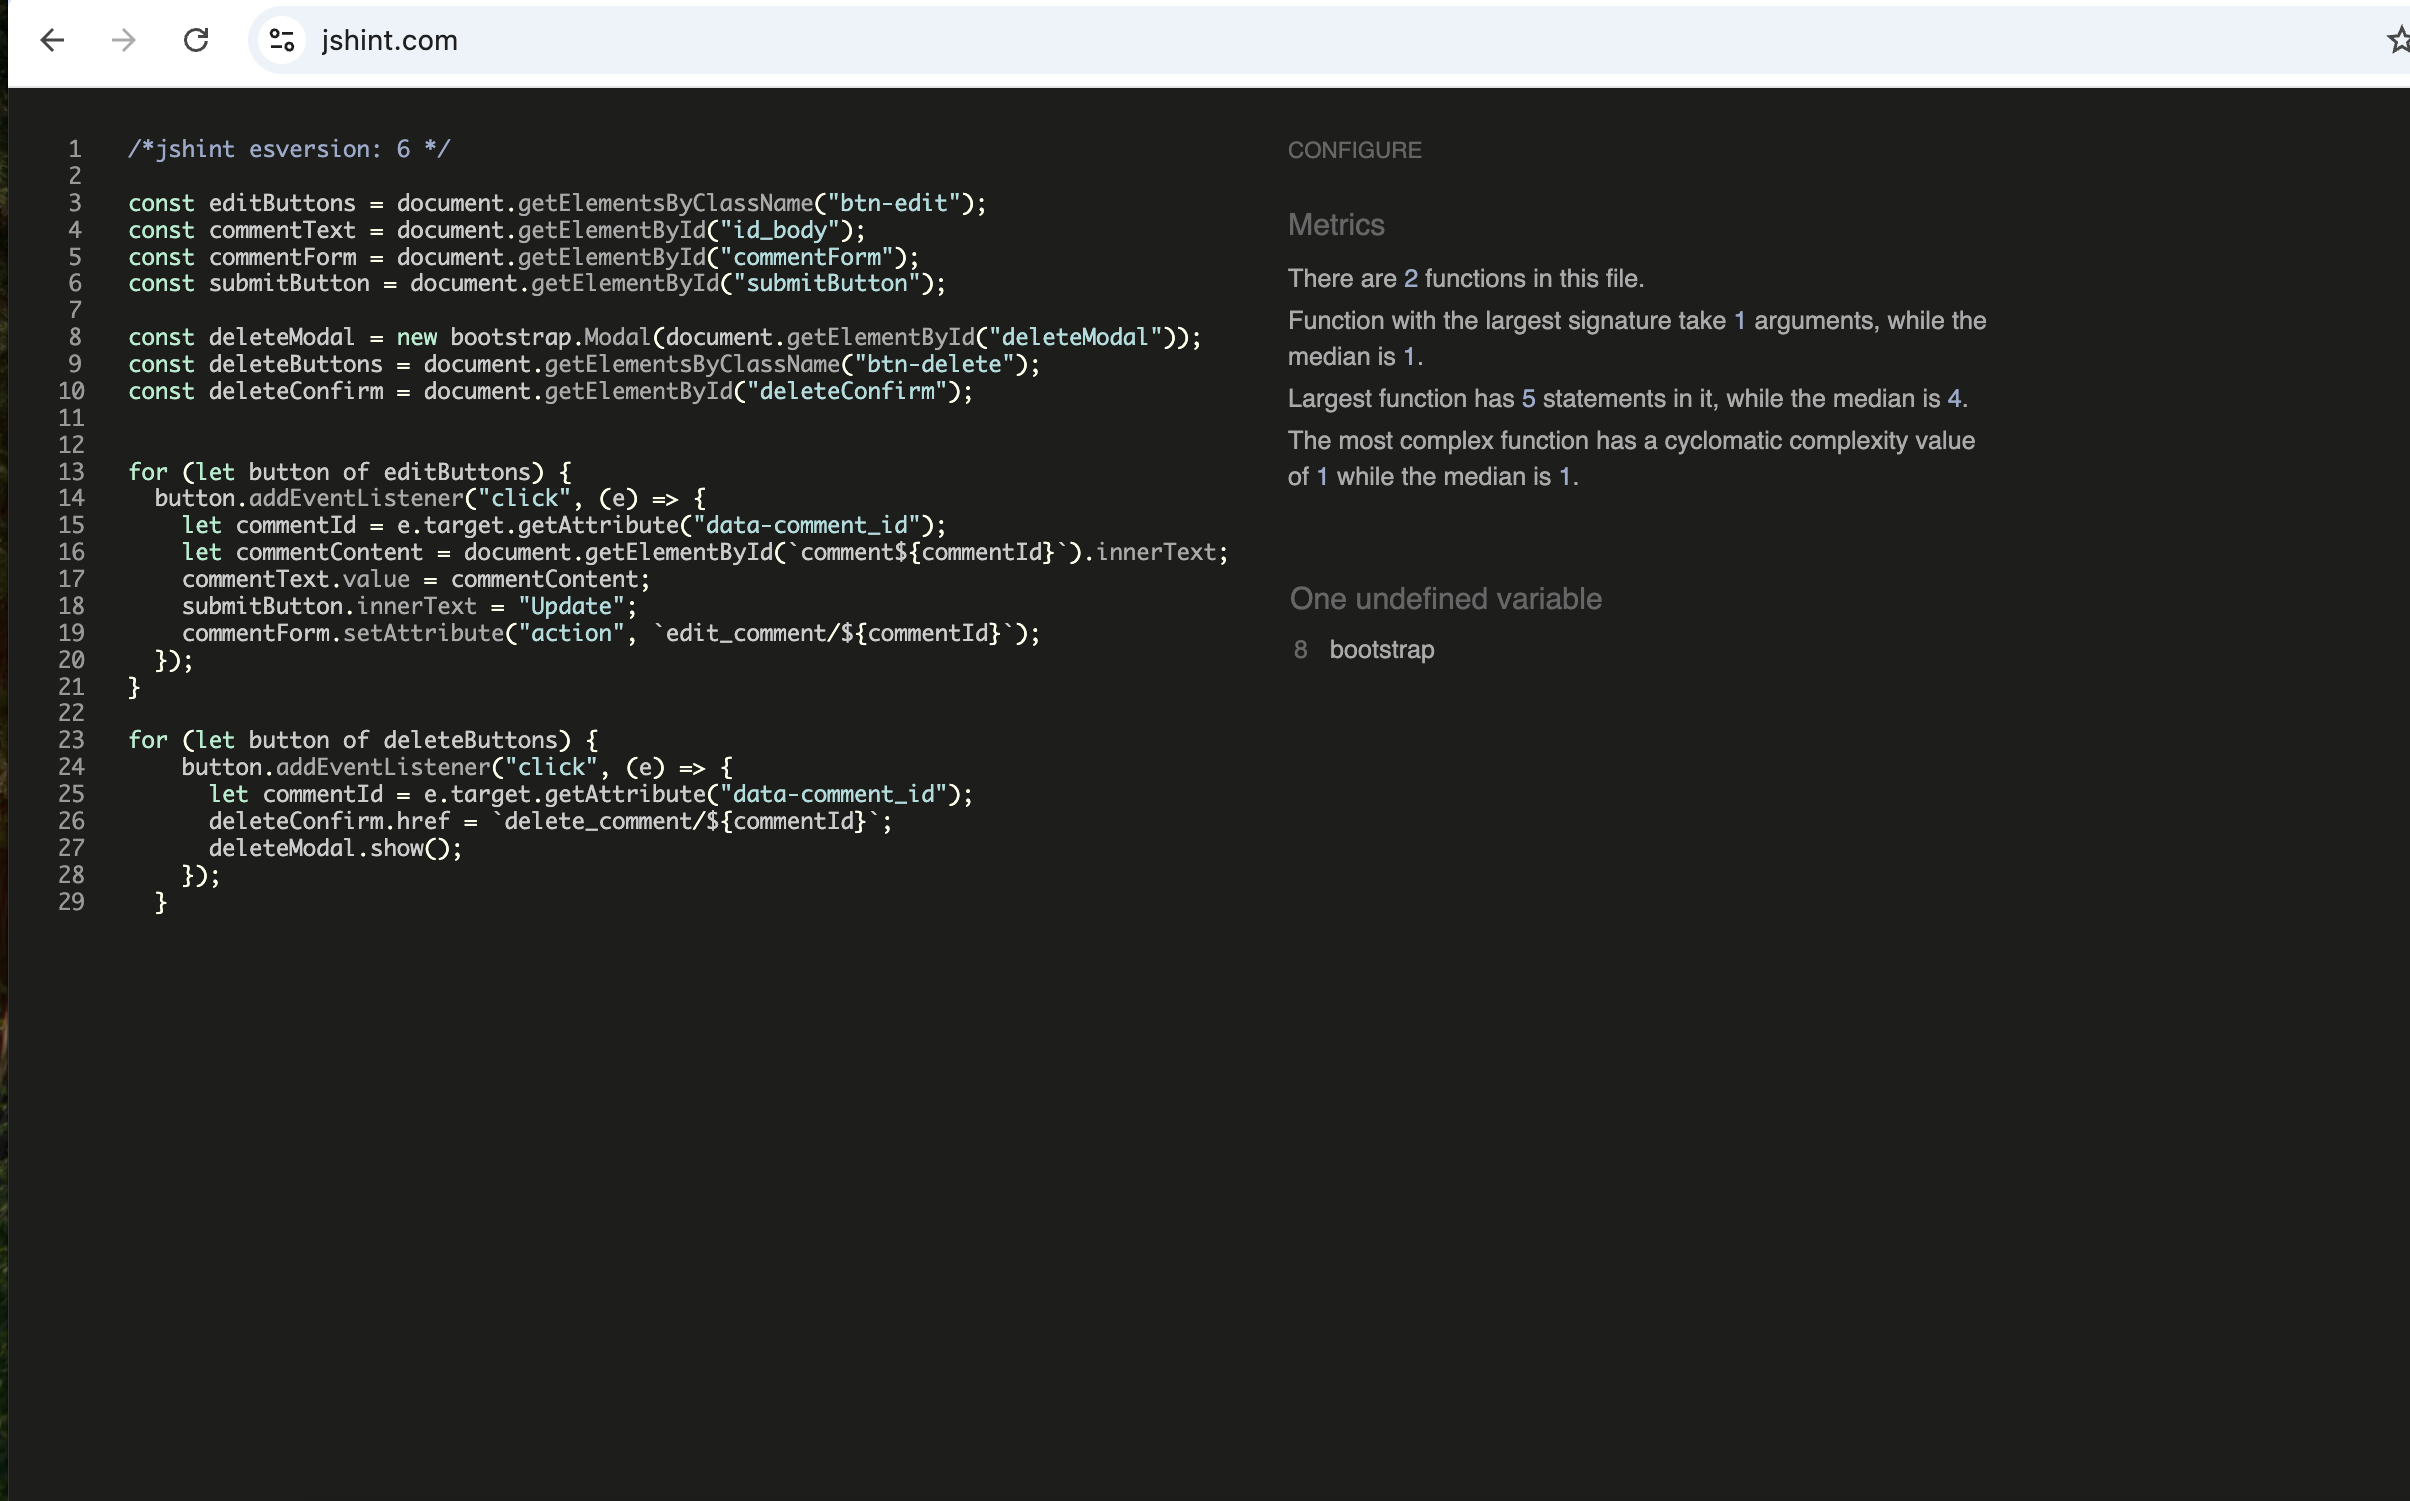 jshint.com
1 /*jshint esversion: 6 */
2
3 const editButtons = document.getElementsByClassName("btn-edit");
4 const commentText = document.getElementById("id_body");
5 const commentForm = document.getElementById("commentForm");
6 const submitButton = document.getElementById("submitButton");
7
8 const deleteModal = new bootstrap.Modal(document.getElementById("deleteModal"));
9 const deleteButtons = document.getElementsByClassName("btn-delete");
10 const deleteConfirm = document.getElementById("deleteConfirm");
11
12
13 for (let button of editButtons) {
14   button.addEventListener("click", (e) => {
15     let commentId = e.target.getAttribute("data-comment_id");
16     let commentContent = document.getElementById(`comment${commentId}`).innerText;
17     commentText.value = commentContent;
18     submitButton.innerText = "Update";
19     commentForm.setAttribute("action", `edit_comment/${commentId}`);
20   });
21 }
22
23 for (let button of deleteButtons) {
24     button.addEventListener("click", (e) => {
25       let commentId = e.target.getAttribute("data-comment_id");
26       deleteConfirm.href = `delete_comment/${commentId}`;
27       deleteModal.show();
28     });
29   }
CONFIGURE
Metrics
There are 2 functions in this file.
Function with the largest signature take 1 arguments, while the
median is 1.
Largest function has 5 statements in it, while the median is 4.
The most complex function has a cyclomatic complexity value
of 1 while the median is 1.
One undefined variable
8 bootstrap